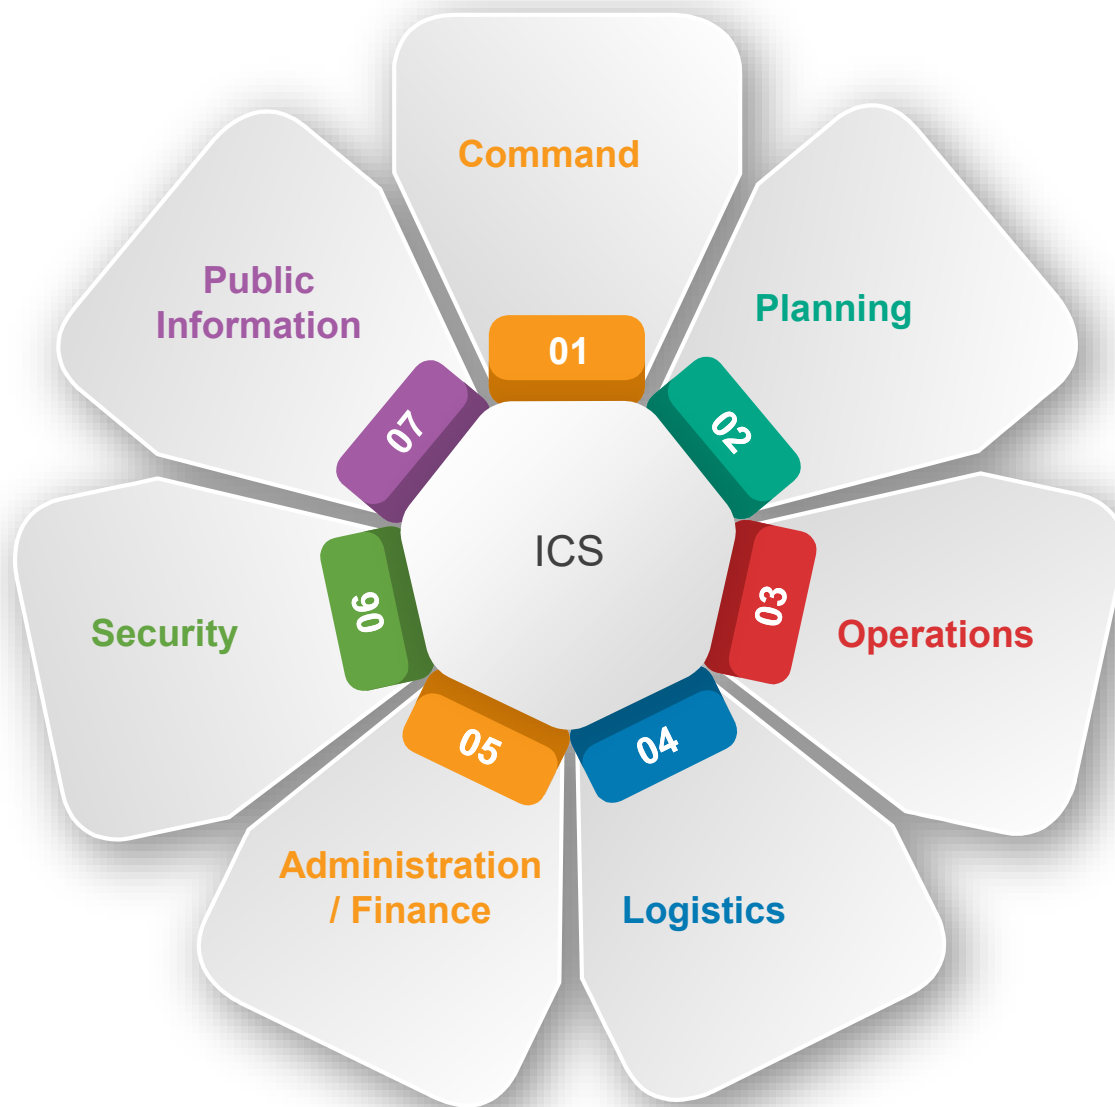 Command
01
Planning
02
Operations
03
Logistics
04
Administration
/ Finance
05
Security
06
Public
Information
07
ICS